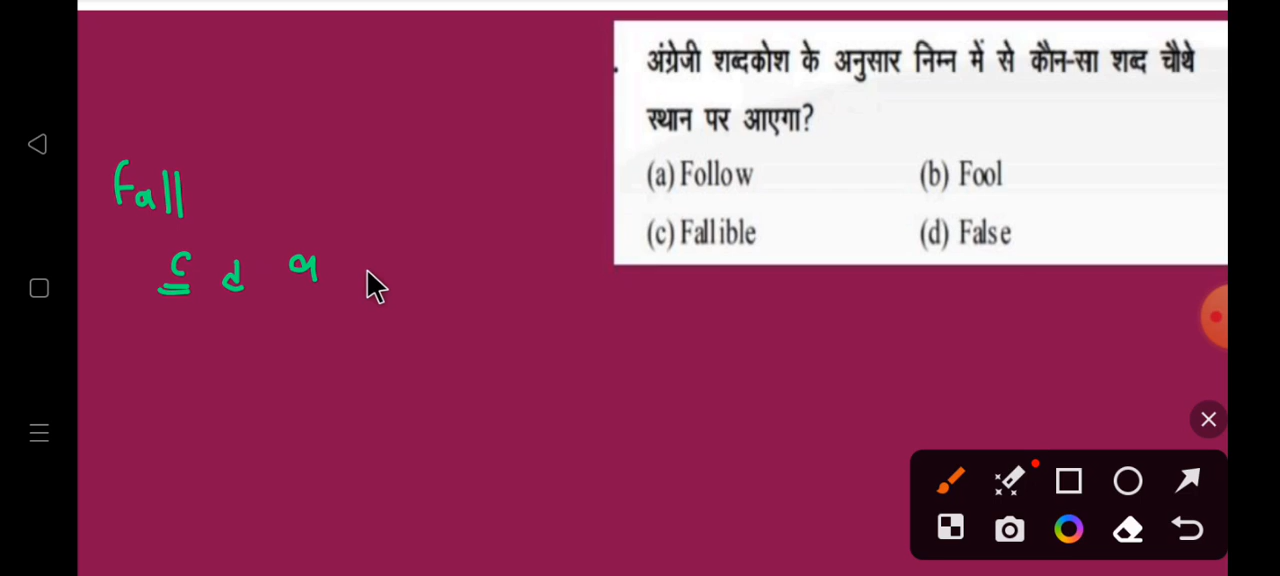 . अंग्रेजी शब्दकोश के अनुसार निम्न में से कौन-सा शब्द चौथे
स्थान पर आएगा?
(a) Follow (b) Fool
(c) Fallible (d) False
Fall
c d a